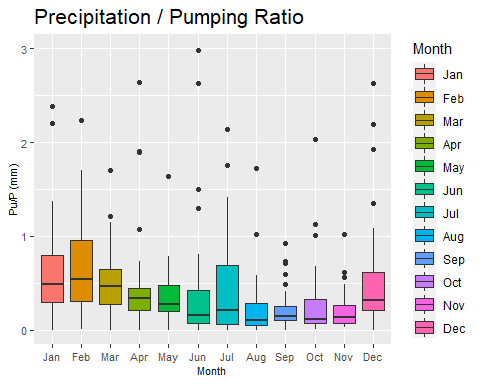 Precipitation / Pumping Ratio
3
2
1
0
Pu/P (mm)
Jan Feb Mar Apr May Jun Jul Aug Sep Oct Nov Dec
Month
Month
Jan
Feb
Mar
Apr
May
Jun
Jul
Aug
Sep
Oct
Nov
Dec